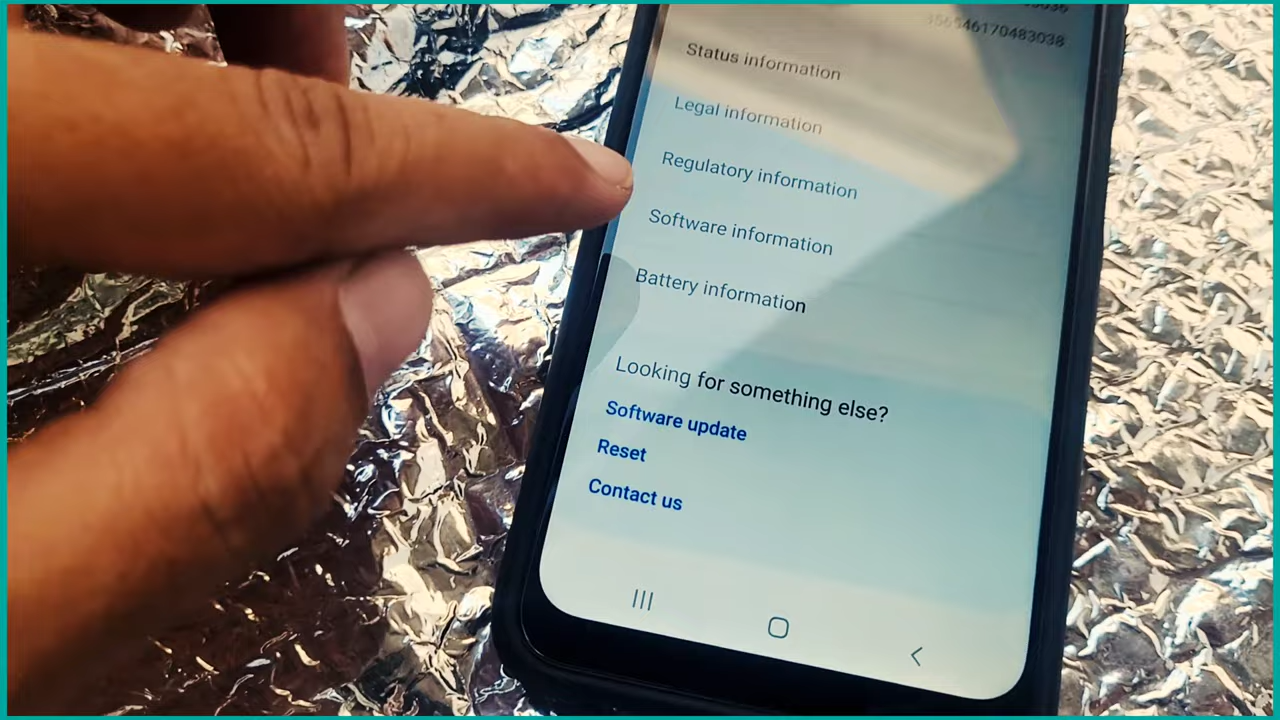 Status information
Legal information
Regulatory information
Software information
Battery information
Looking for something else?
Software update
Reset
Contact us